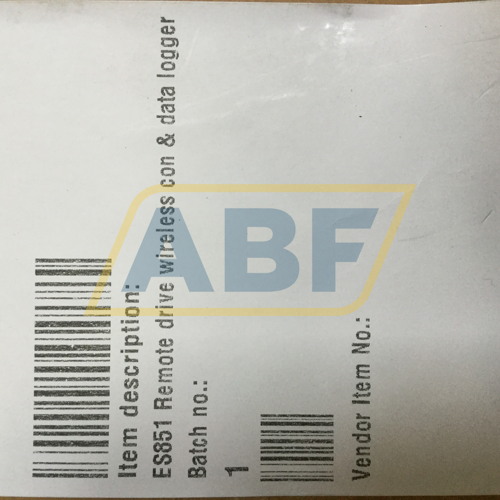 Item description:
ES851 Remote drive wireless con & data logger
Batch no.:
1
Vendor Item No.:
ABF